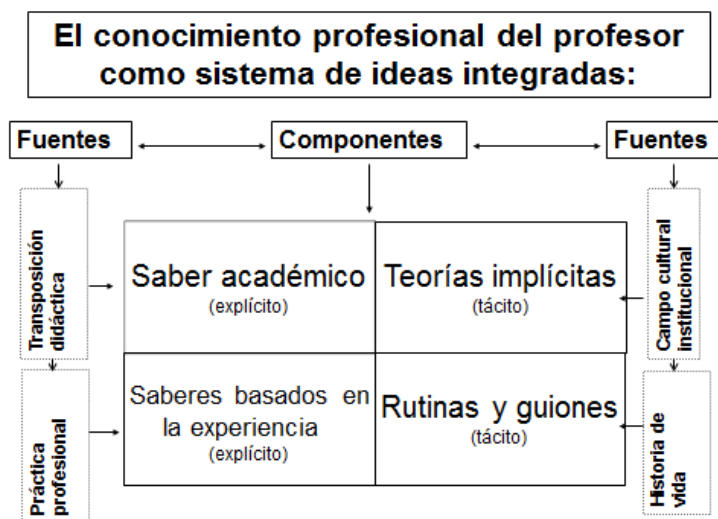 El conocimiento profesional del profesor
como sistema de ideas integradas:
Fuentes
Componentes
Fuentes
Transposición
didáctica
Saber académico
(explícito)
Teorías implícitas
(tácito)
Campo cultural
institucional
Práctica
profesional
Saberes basados en
la experiencia
(explícito)
Rutinas y guiones
(tácito)
Historia de
vida